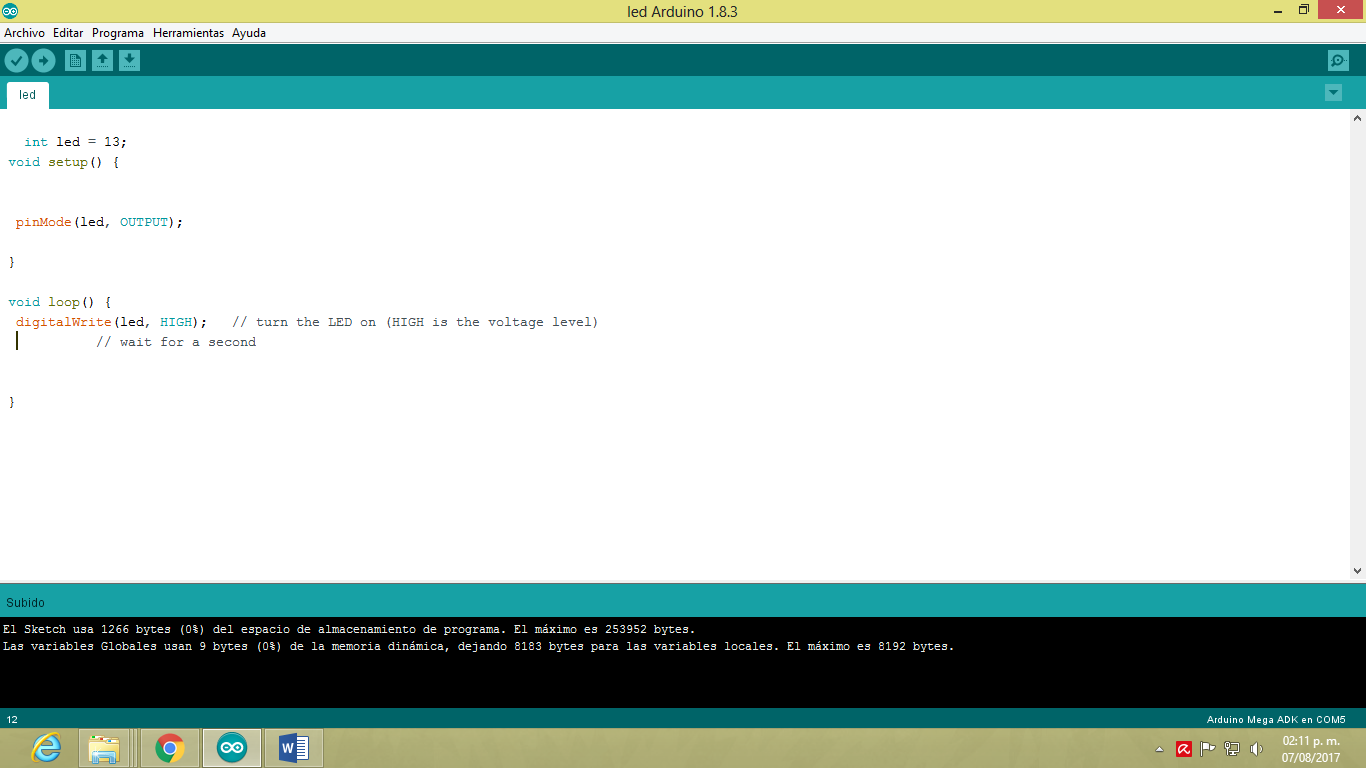 led Arduino 1.8.3
Archivo Editar Programa Herramientas Ayuda
led
int led = 13;
void setup() {
pinMode(led, OUTPUT);
}
void loop() {
digitalWrite(led, HIGH);   // turn the LED on (HIGH is the voltage level)
// wait for a second
}
Subido
El Sketch usa 1266 bytes (0%) del espacio de almacenamiento de programa. El máximo es 253952 bytes.
Las variables Globales usan 9 bytes (0%) de la memoria dinámica, dejando 8183 bytes para las variables locales. El máximo es 8192 bytes.
12 Arduino Mega ADK en COM5
02:11 p. m.
07/08/2017